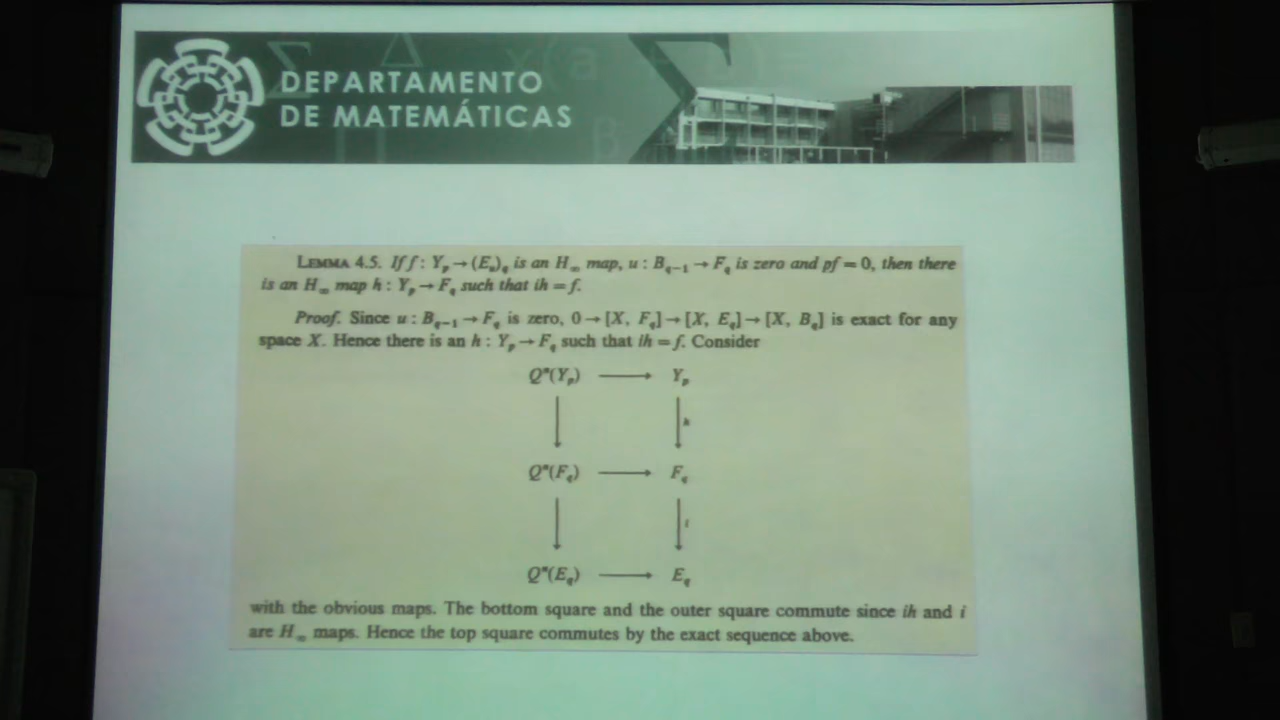 DEPARTAMENTO
DE MATEMÁTICAS
LEMMA 4.5. If f : Y_p → (E_n)_q is an H_∞ map, u : B_{q-1} → F_q is zero and pf = 0, then there
is an H_∞ map h : Y_p → F_q such that ih = f.
Proof. Since u : B_{q-1} → F_q is zero, 0 → [X, F_q] → [X, E_q] → [X, B_q] is exact for any
space X. Hence there is an h : Y_p → F_q such that ih = f. Consider
Qⁿ(Y_p) → Y_p
h
Qⁿ(F_q) → F_q
i
Qⁿ(E_q) → E_q
with the obvious maps. The bottom square and the outer square commute since ih and i
are H_∞ maps. Hence the top square commutes by the exact sequence above.